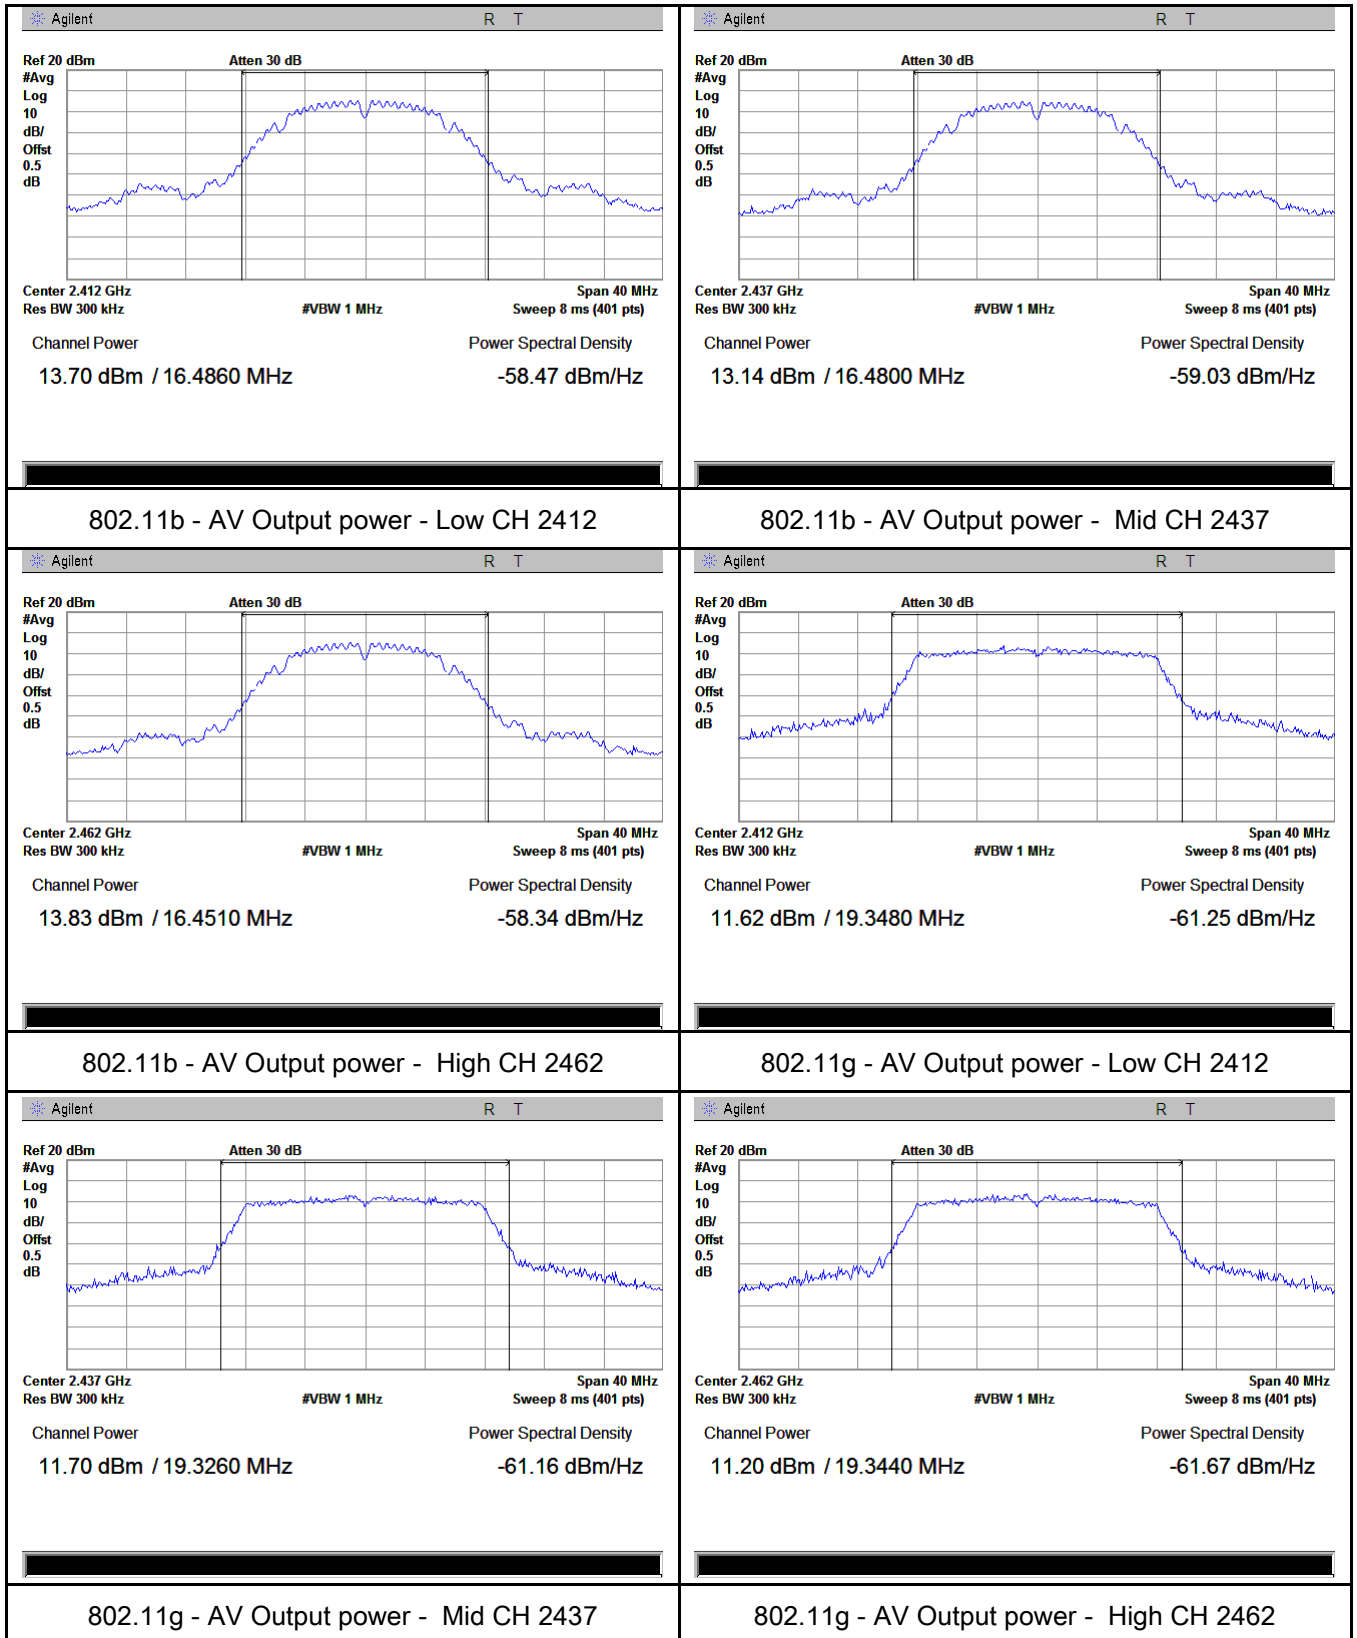 Agilent R T
Ref 20 dBm Atten 30 dB
#Avg
Log
10
dB/
Offst
0.5
dB
Center 2.412 GHz Span 40 MHz
Res BW 300 kHz #VBW 1 MHz Sweep 8 ms (401 pts)
Channel Power Power Spectral Density
13.70 dBm / 16.4860 MHz -58.47 dBm/Hz
802.11b - AV Output power - Low CH 2412
Agilent R T
Ref 20 dBm Atten 30 dB
#Avg
Log
10
dB/
Offst
0.5
dB
Center 2.437 GHz Span 40 MHz
Res BW 300 kHz #VBW 1 MHz Sweep 8 ms (401 pts)
Channel Power Power Spectral Density
13.14 dBm / 16.4800 MHz -59.03 dBm/Hz
802.11b - AV Output power - Mid CH 2437
Agilent R T
Ref 20 dBm Atten 30 dB
#Avg
Log
10
dB/
Offst
0.5
dB
Center 2.462 GHz Span 40 MHz
Res BW 300 kHz #VBW 1 MHz Sweep 8 ms (401 pts)
Channel Power Power Spectral Density
13.83 dBm / 16.4510 MHz -58.34 dBm/Hz
802.11b - AV Output power - High CH 2462
Agilent R T
Ref 20 dBm Atten 30 dB
#Avg
Log
10
dB/
Offst
0.5
dB
Center 2.412 GHz Span 40 MHz
Res BW 300 kHz #VBW 1 MHz Sweep 8 ms (401 pts)
Channel Power Power Spectral Density
11.62 dBm / 19.3480 MHz -61.25 dBm/Hz
802.11g - AV Output power - Low CH 2412
Agilent R T
Ref 20 dBm Atten 30 dB
#Avg
Log
10
dB/
Offst
0.5
dB
Center 2.437 GHz Span 40 MHz
Res BW 300 kHz #VBW 1 MHz Sweep 8 ms (401 pts)
Channel Power Power Spectral Density
11.70 dBm / 19.3260 MHz -61.16 dBm/Hz
802.11g - AV Output power - Mid CH 2437
Agilent R T
Ref 20 dBm Atten 30 dB
#Avg
Log
10
dB/
Offst
0.5
dB
Center 2.462 GHz Span 40 MHz
Res BW 300 kHz #VBW 1 MHz Sweep 8 ms (401 pts)
Channel Power Power Spectral Density
11.20 dBm / 19.3440 MHz -61.67 dBm/Hz
802.11g - AV Output power - High CH 2462